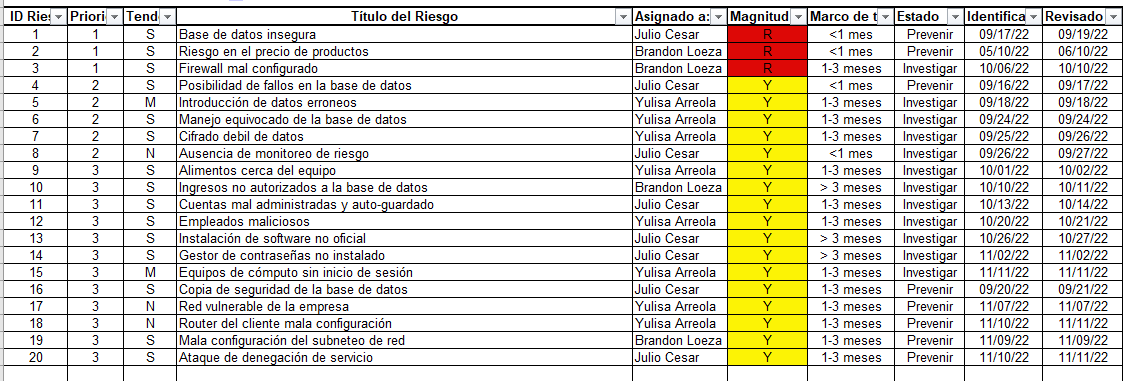 ID Rie Priori Tend Título del Riesgo Asignado a: Magnitud Marco de t Estado Identifica Revisado
1 1 S Base de datos insegura Julio Cesar R <1 mes Prevenir 09/17/22 09/19/22
2 1 S Riesgo en el precio de productos Brandon Loeza R <1 mes Prevenir 05/10/22 06/10/22
3 1 S Firewall mal configurado Brandon Loeza R 1-3 meses Investigar 10/06/22 10/10/22
4 2 S Posibilidad de fallos en la base de datos Julio Cesar Y <1 mes Prevenir 09/16/22 09/17/22
5 2 M Introducción de datos erroneos Yulisa Arreola Y 1-3 meses Investigar 09/18/22 09/18/22
6 2 S Manejo equivocado de la base de datos Yulisa Arreola Y 1-3 meses Investigar 09/24/22 09/24/22
7 2 S Cifrado debil de datos Yulisa Arreola Y 1-3 meses Investigar 09/25/22 09/26/22
8 2 N Ausencia de monitoreo de riesgo Julio Cesar Y <1 mes Investigar 09/26/22 09/27/22
9 3 S Alimentos cerca del equipo Yulisa Arreola Y 1-3 meses Investigar 10/01/22 10/02/22
10 3 S Ingresos no autorizados a la base de datos Brandon Loeza Y > 3 meses Investigar 10/10/22 10/11/22
11 3 S Cuentas mal administradas y auto-guardado Julio Cesar Y > 3 meses Investigar 10/13/22 10/14/22
12 3 S Empleados maliciosos Yulisa Arreola Y 1-3 meses Investigar 10/20/22 10/21/22
13 3 S Instalación de software no oficial Julio Cesar Y > 3 meses Investigar 10/26/22 10/27/22
14 3 S Gestor de contraseñas no instalado Julio Cesar Y > 3 meses Investigar 11/02/22 11/02/22
15 3 M Equipos de cómputo sin inicio de sesión Yulisa Arreola Y 1-3 meses Investigar 11/11/22 11/11/22
16 3 S Copia de seguridad de la base de datos Julio Cesar Y 1-3 meses Prevenir 09/20/22 09/21/22
17 3 N Red vulnerable de la empresa Yulisa Arreola Y 1-3 meses Prevenir 11/07/22 11/07/22
18 3 N Router del cliente mala configuración Yulisa Arreola Y 1-3 meses Prevenir 11/10/22 11/11/22
19 3 S Mala configuración del subneteo de red Brandon Loeza Y 1-3 meses Prevenir 11/09/22 11/09/22
20 3 S Ataque de denegación de servicio Julio Cesar Y 1-3 meses Prevenir 11/10/22 11/11/22